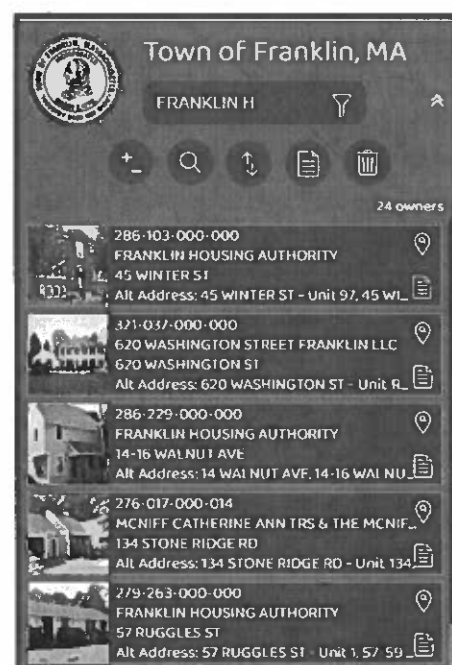 Town of Franklin, MA
FRANKLIN H
24 owners
286-103-000-000
FRANKLIN HOUSING AUTHORITY
45 WINTER ST
Alt Address: 45 WINTER ST - Unit 97, 45 WI...
321-037-000-000
620 WASHINGTON STREET FRANKLIN LLC
620 WASHINGTON ST
Alt Address: 620 WASHINGTON ST - Unit R...
286-229-000-000
FRANKLIN HOUSING AUTHORITY
14-16 WALNUT AVE
Alt Address: 14 WALNUT AVE, 14-16 WALNU...
276-017-000-014
MCNIFF CATHERINE ANN TRS & THE MCNIF...
134 STONE RIDGE RD
Alt Address: 134 STONE RIDGE RD - Unit 134,
279-263-000-000
FRANKLIN HOUSING AUTHORITY
57 RUGGLES ST
Alt Address: 57 RUGGLES ST - Unit 1, 57-59 ...